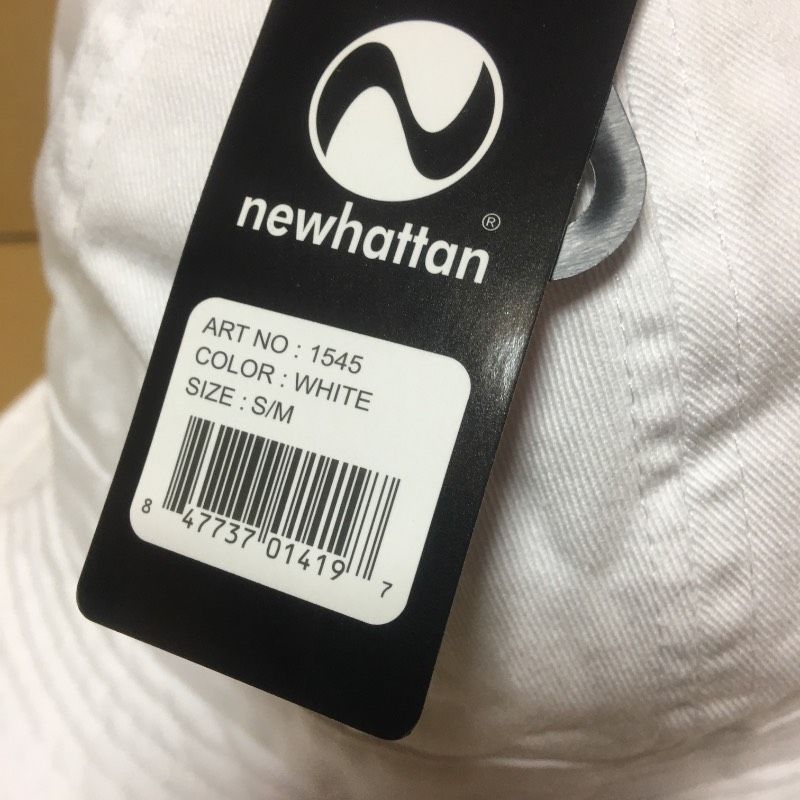 newhattan ®
ART NO : 1545
COLOR : WHITE
SIZE : S/M
8 47737 01419 7